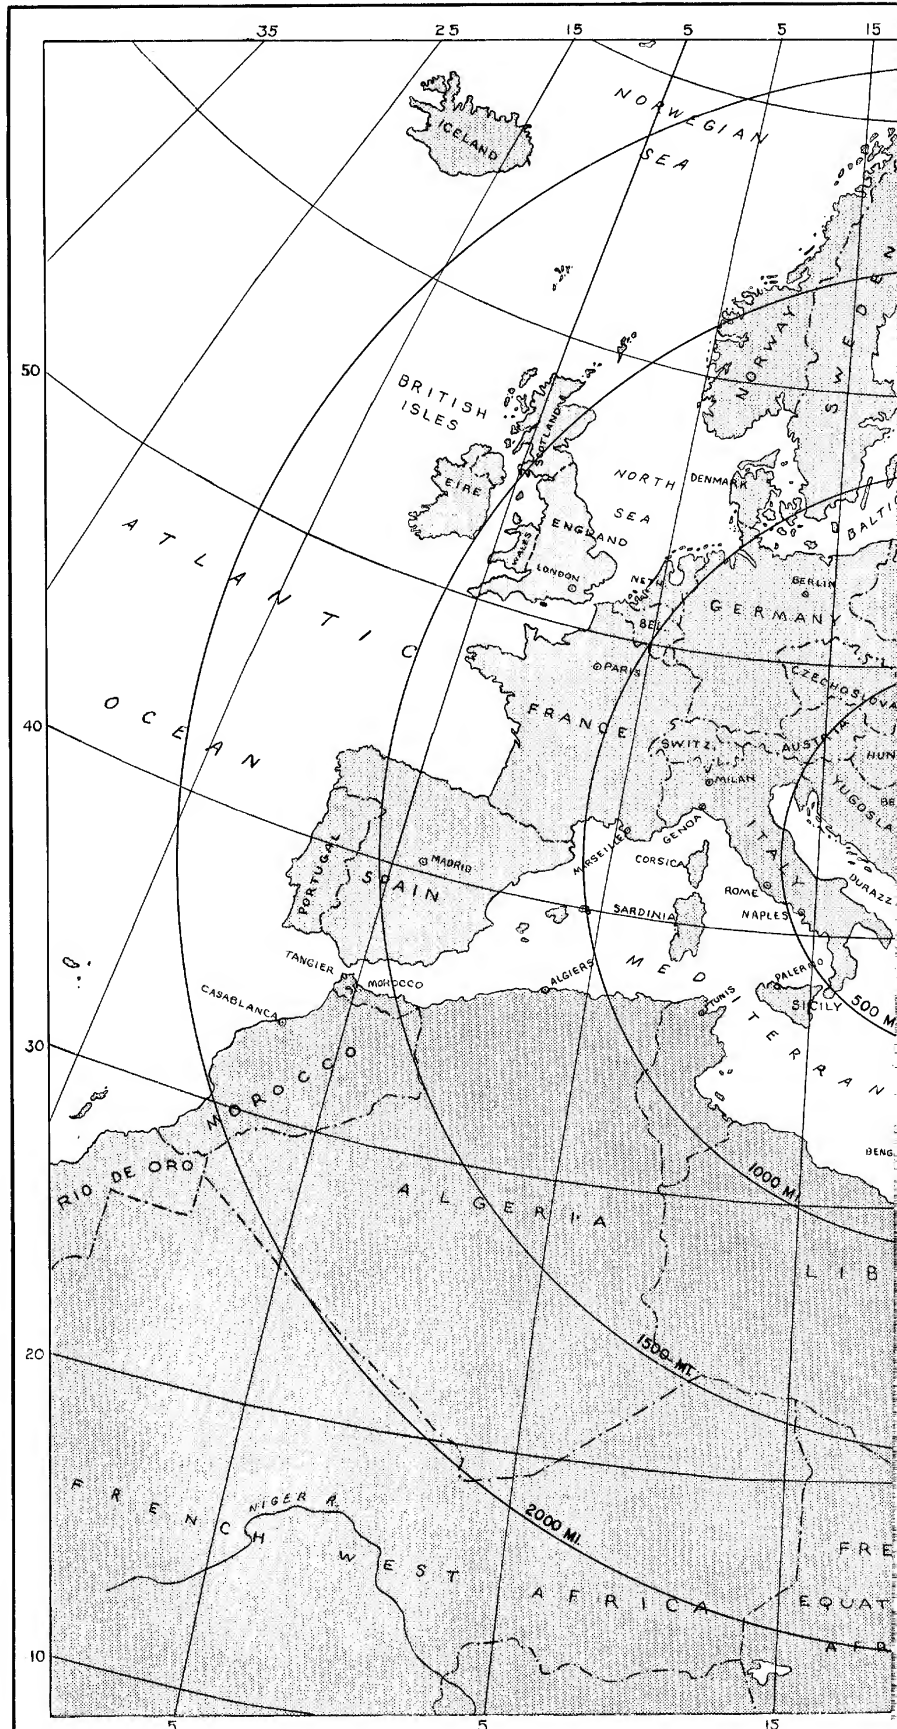 35 25 15 5 5 15
NORWEGIAN
SEA
ICELAND
SWEDEN
NORWAY
50
BRITISH
ISLES
SCOTLAND
EIRE
NORTH
SEA
DENMARK
BALTIC
ENGLAND
WALES
LONDON
NETH
BEL
BERLIN
GERMANY
ATLANTIC
OCEAN
PARIS
FRANCE
CZECHOSLOVA
SWITZ.
AUSTRIA
HUN
MILAN
YUGOSLA
BE
40
GENOA
MARSEILLES
CORSICA
ITALY
PORTUGAL
MADRID
SPAIN
ROME
DURAZZ
SARDINIA
NAPLES
TANGIER
MOROCCO
ALGIERS
MEDITERRAN
PALERMO
SICILY
500 M
CASABLANCA
TUNIS
30
MOROCCO
RIO DE ORO
BENG
1000 MI.
ALGERIA
LIB
20
1500 MI.
FRENCH
WEST
AFRICA
NIGER R.
2000 MI.
FRE
EQUAT
AFR
10
5 5 15